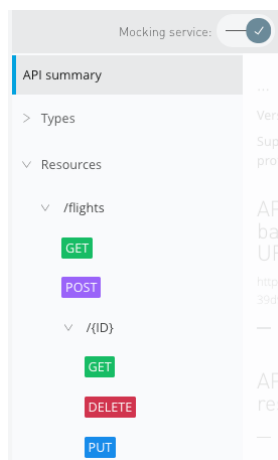 Mocking service:
API summary
Types
Resources
/flights
GET
POST
/{ID}
GET
DELETE
PUT